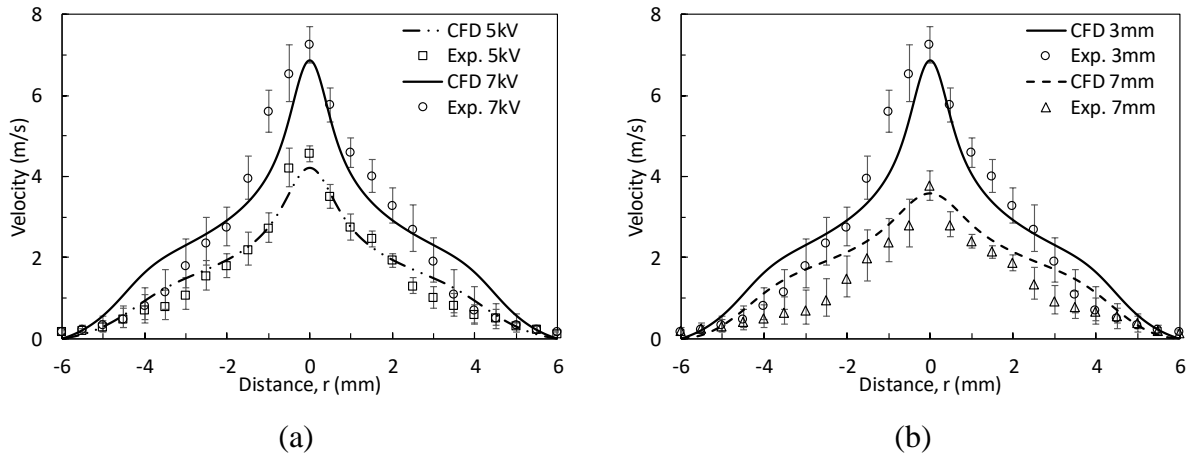 8
6
4
2
0
Velocity (m/s)
-6 -4 -2 0 2 4 6
Distance, r (mm)
CFD 5kV
Exp. 5kV
CFD 7kV
Exp. 7kV
(a)
8
6
4
2
0
Velocity (m/s)
-6 -4 -2 0 2 4 6
Distance, r (mm)
CFD 3mm
Exp. 3mm
CFD 7mm
Exp. 7mm
(b)